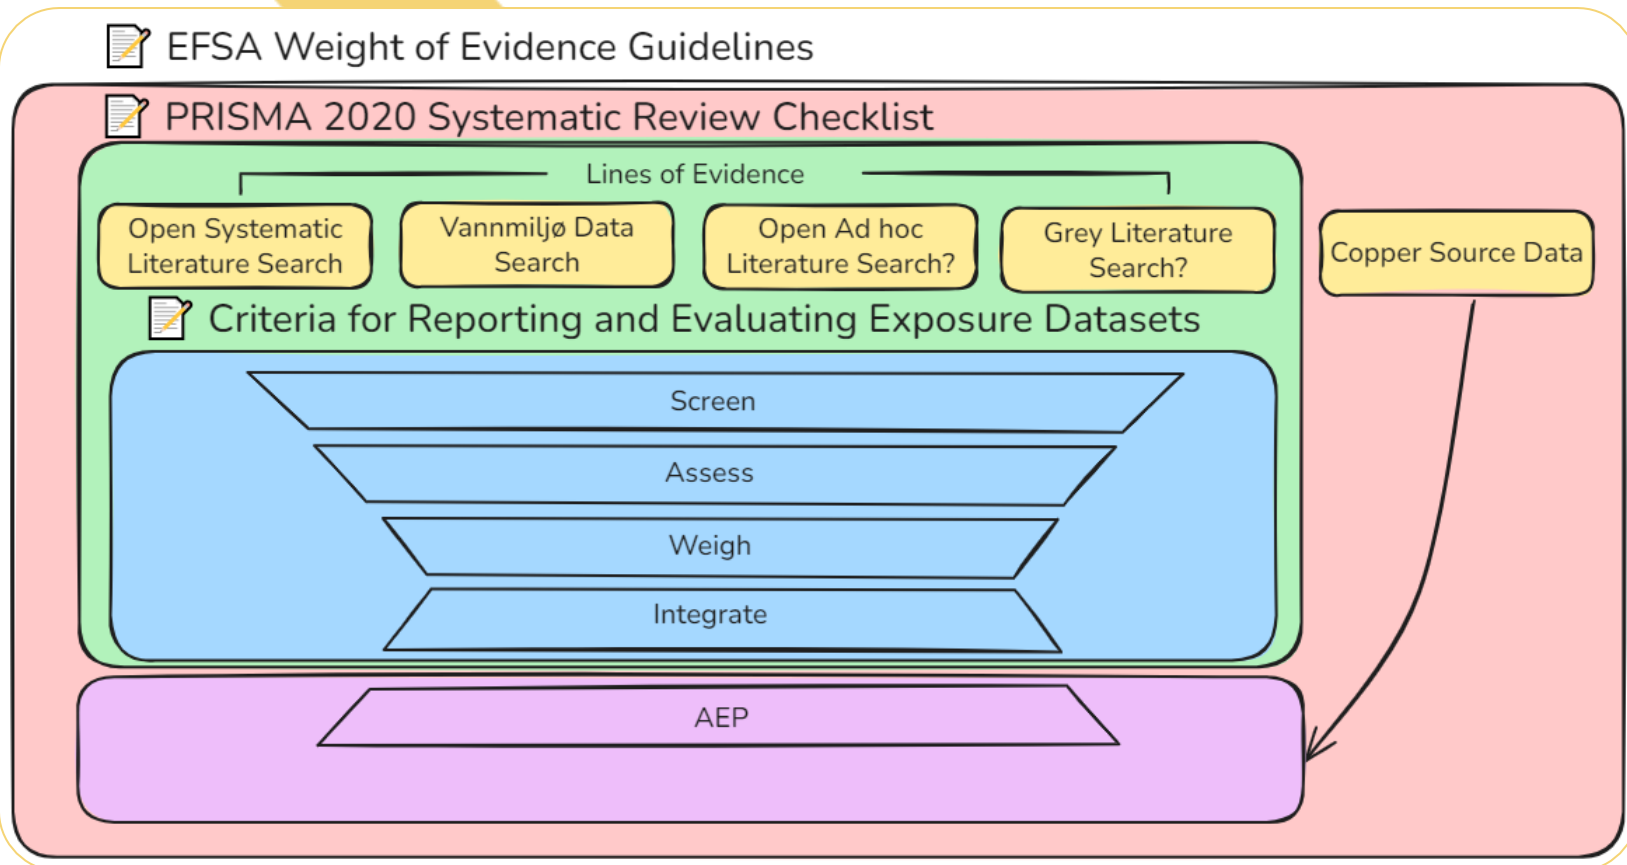 EFSA Weight of Evidence Guidelines
PRISMA 2020 Systematic Review Checklist
Lines of Evidence
Open Systematic
Literature Search
Vannmiljø Data
Search
Open Ad hoc
Literature Search?
Grey Literature
Search?
Copper Source Data
Criteria for Reporting and Evaluating Exposure Datasets
Screen
Assess
Weigh
Integrate
AEP